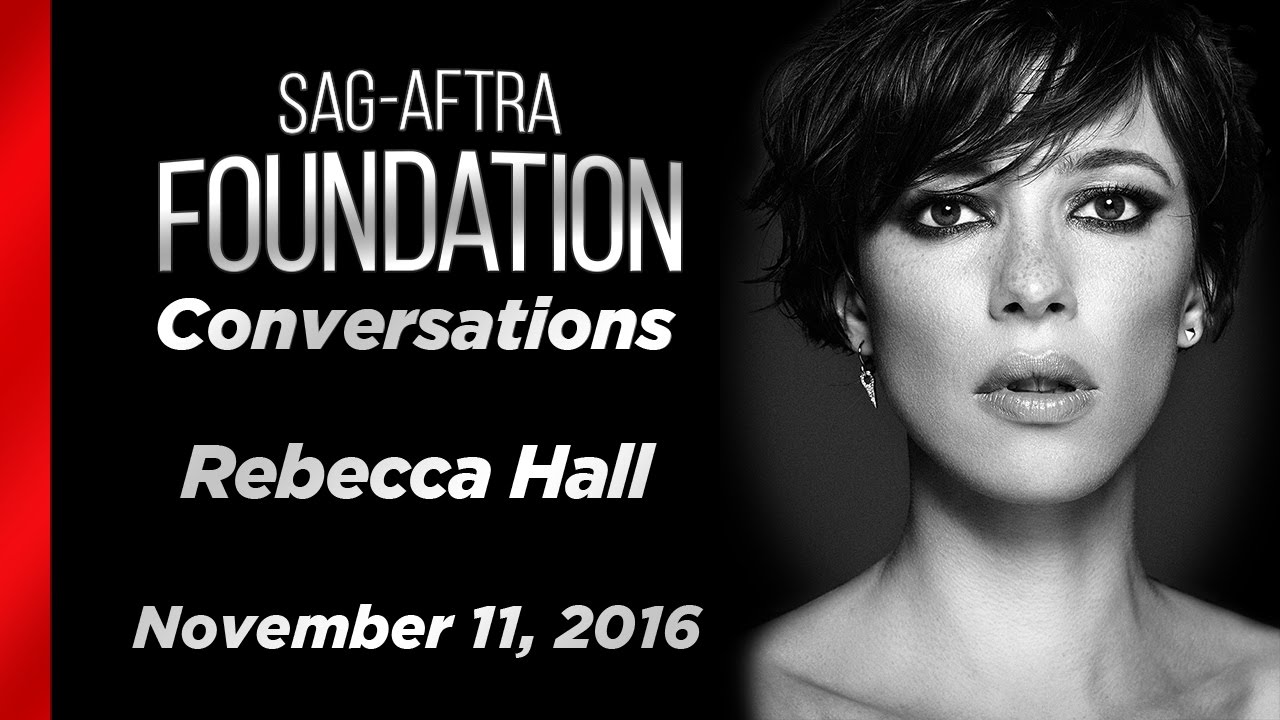 SAG-AFTRA
FOUNDATION
Conversations
Rebecca Hall
November 11, 2016